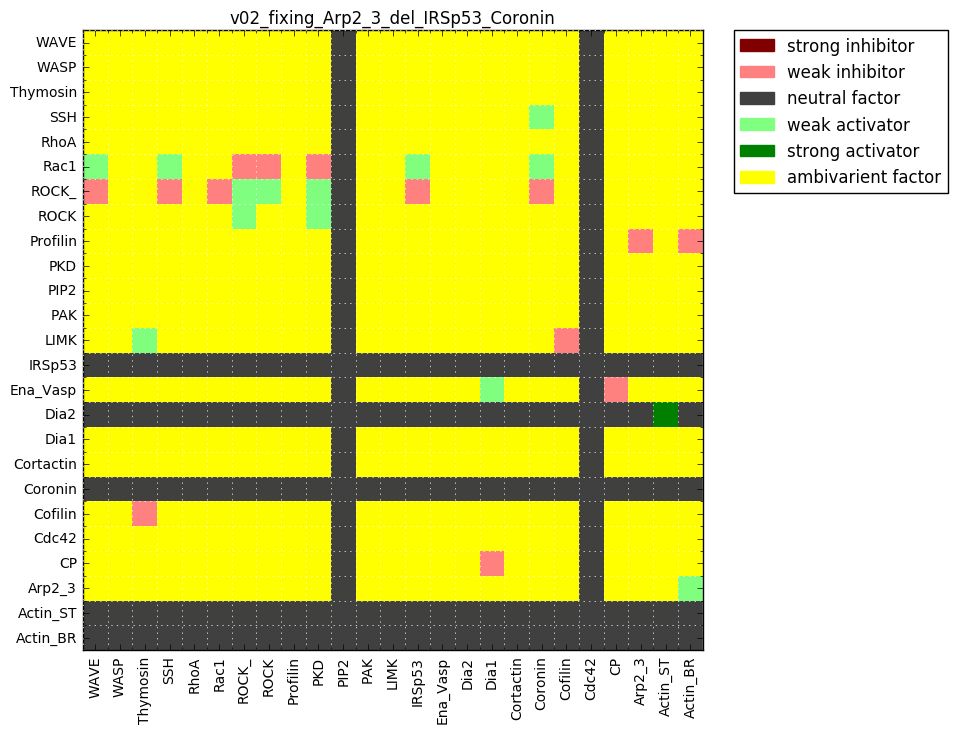 v02_fixing_Arp2_3_del_IRSp53_Coronin
strong inhibitor
weak inhibitor
neutral factor
weak activator
strong activator
ambivarient factor
WAVE
WASP
Thymosin
SSH
RhoA
Rac1
ROCK_
ROCK
Profilin
PKD
PIP2
PAK
LIMK
IRSp53
Ena_Vasp
Dia2
Dia1
Cortactin
Coronin
Cofilin
Cdc42
CP
Arp2_3
Actin_ST
Actin_BR
WAVE
WASP
Thymosin
SSH
RhoA
Rac1
ROCK_
ROCK
Profilin
PKD
PIP2
PAK
LIMK
IRSp53
Ena_Vasp
Dia2
Dia1
Cortactin
Coronin
Cofilin
Cdc42
CP
Arp2_3
Actin_ST
Actin_BR